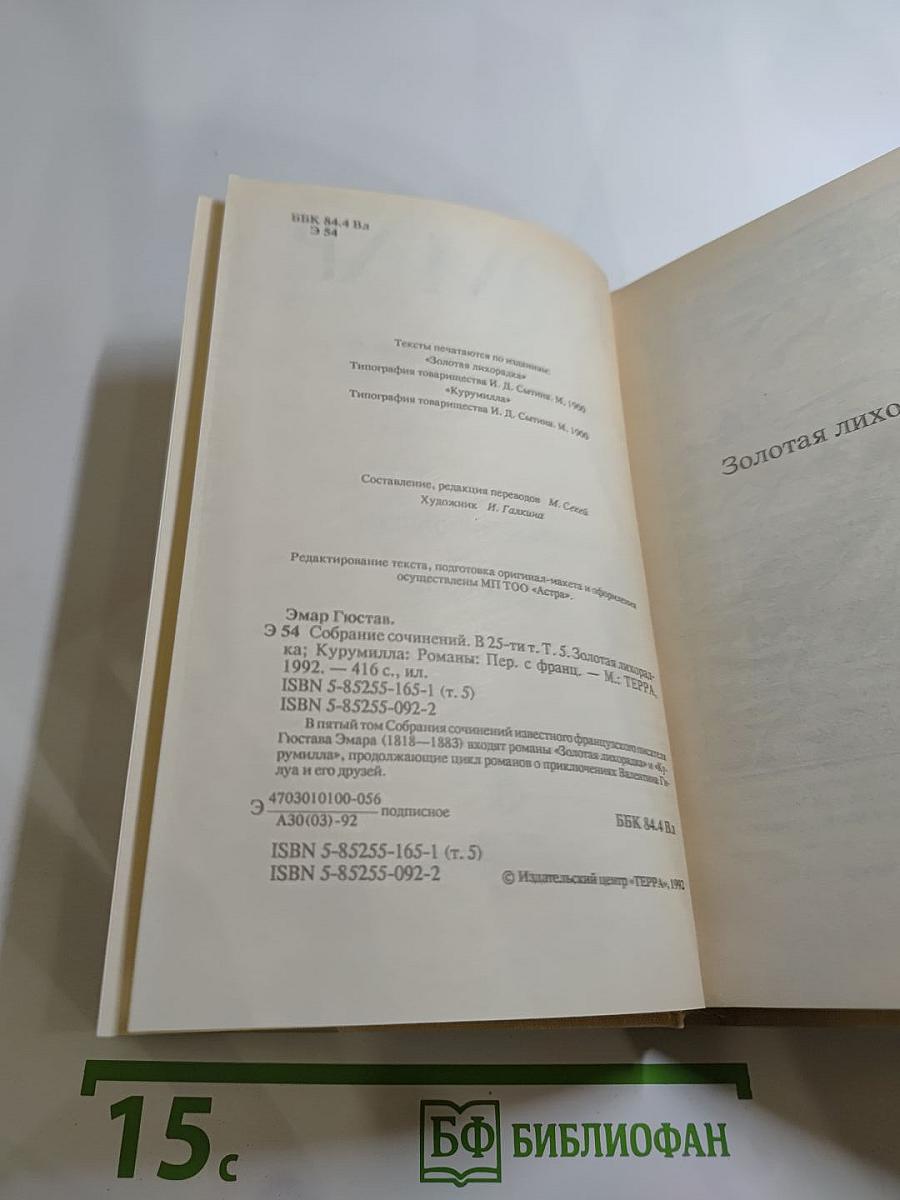 ББК 84.4 Вл
Э 54
Тексты печатаются по изданиям:
«Золотая лихорадка»
Типография товарищества И. Д. Сытина. М, 1900
«Курумилла»
Типография товарищества И. Д. Сытина. М, 1900
Составление, редакция переводов М. Секей
Художник И. Галкина
Редактирование текста, подготовка оригинал-макета и оформления
осуществлены МП ТОО «Астра».
Эмар Гюстав.
Э 54 Собрание сочинений. В 25-ти т. Т. 5. Золотая лихорад-
ка; Курумилла: Романы: Пер. с франц. — М.: ТЕРРА,
1992. — 416 с., ил.
ISBN 5-85255-165-1 (т. 5)
ISBN 5-85255-092-2
В пятый том Собрания сочинений известного французского писателя
Гюстава Эмара (1818—1883) входят романы «Золотая лихорадка» и «Ку-
румилла», продолжающие цикл романов о приключениях Валентина Ги-
луа и его друзей.
Э 4703010100-056 подписное
А30(03)-92
ББК 84.4 Вл
ISBN 5-85255-165-1 (т. 5)
ISBN 5-85255-092-2
© Издательский центр «ТЕРРА», 1992
Золотая лихо
15 с
БФ БИБЛИОФАН